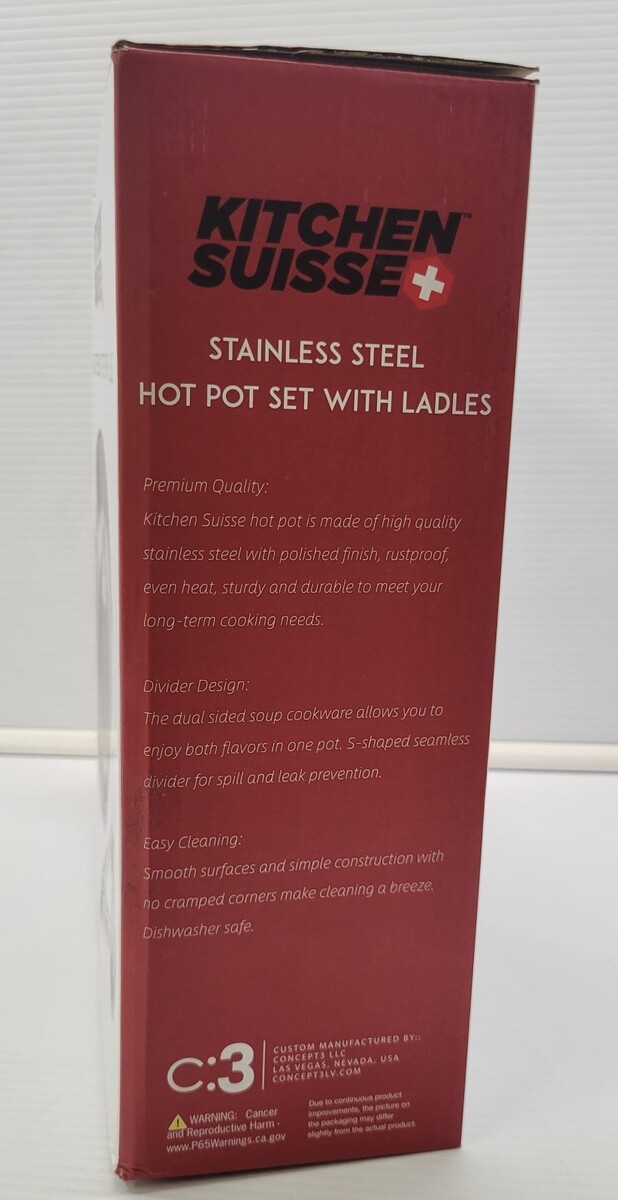 KITCHEN™
SUISSE
STAINLESS STEEL
HOT POT SET WITH LADLES
Premium Quality:
Kitchen Suisse hot pot is made of high quality
stainless steel with polished finish, rustproof,
even heat, sturdy and durable to meet your
long-term cooking needs.
Divider Design:
The dual sided soup cookware allows you to
enjoy both flavors in one pot. S-shaped seamless
divider for spill and leak prevention.
Easy Cleaning:
Smooth surfaces and simple construction with
no cramped corners make cleaning a breeze.
Dishwasher safe.
c:3
CUSTOM MANUFACTURED BY::
CONCEPT3 LLC
LAS VEGAS, NEVADA, USA
CONCEPT3LV.COM
WARNING: Cancer
and Reproductive Harm -
www.P65Warnings.ca.gov
Due to continuous product
improvements, the picture on
the packaging may differ
slightly from the actual product.